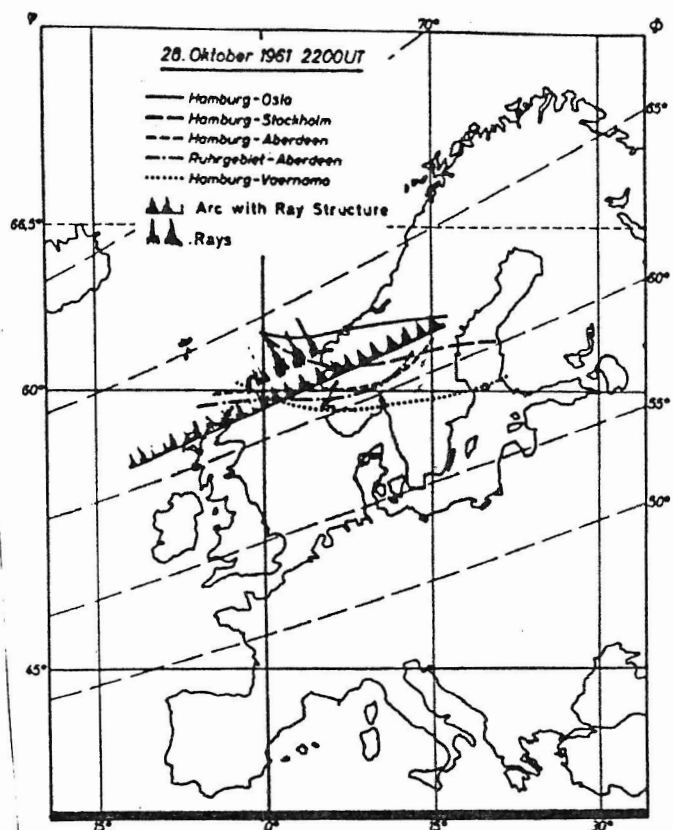 φ 70° Φ
28. Oktober 1961 2200UT
65°
Hamburg-Oslo
Hamburg-Stockholm
Hamburg-Aberdeen
Ruhrgebiet-Aberdeen
Hamburg-Vaernamo
66,5°
Arc with Ray Structure
Rays
60°
60°
55°
50°
45°
15° 0° 15° 30°